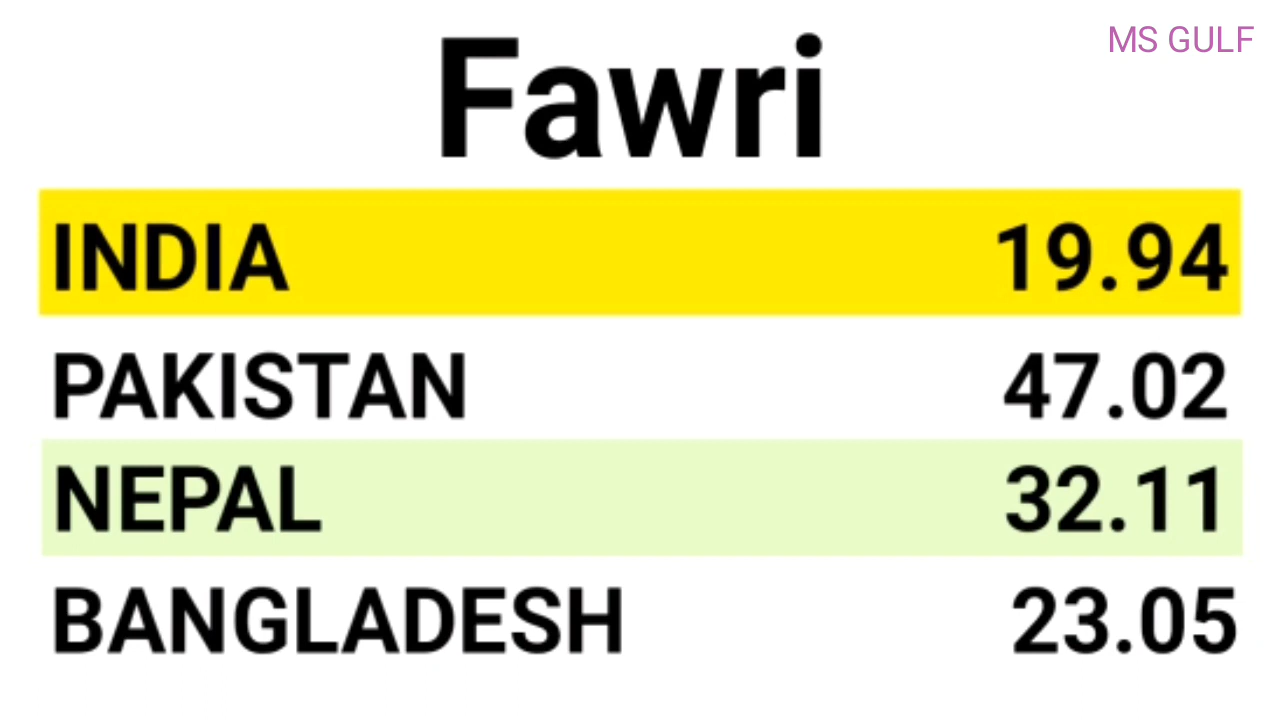 MS GULF
Fawri
INDIA 19.94
PAKISTAN 47.02
NEPAL 32.11
BANGLADESH 23.05